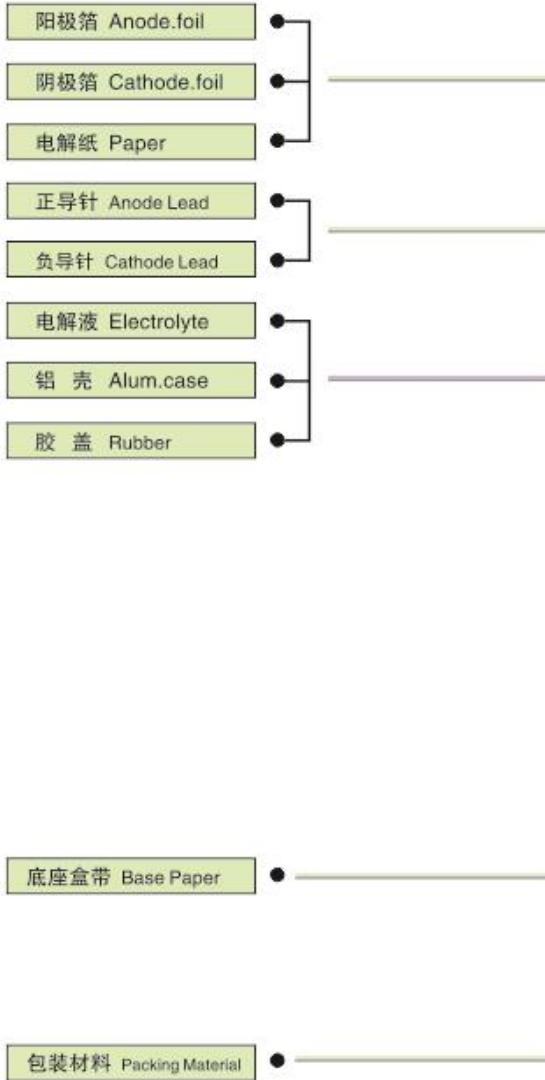 阳极箔 Anode.foil
阴极箔 Cathode.foil
电解纸 Paper
正导针 Anode Lead
负导针 Cathode Lead
电解液 Electrolyte
铝 壳 Alum.case
胶 盖 Rubber
底座盒带 Base Paper
包装材料 Packing Material